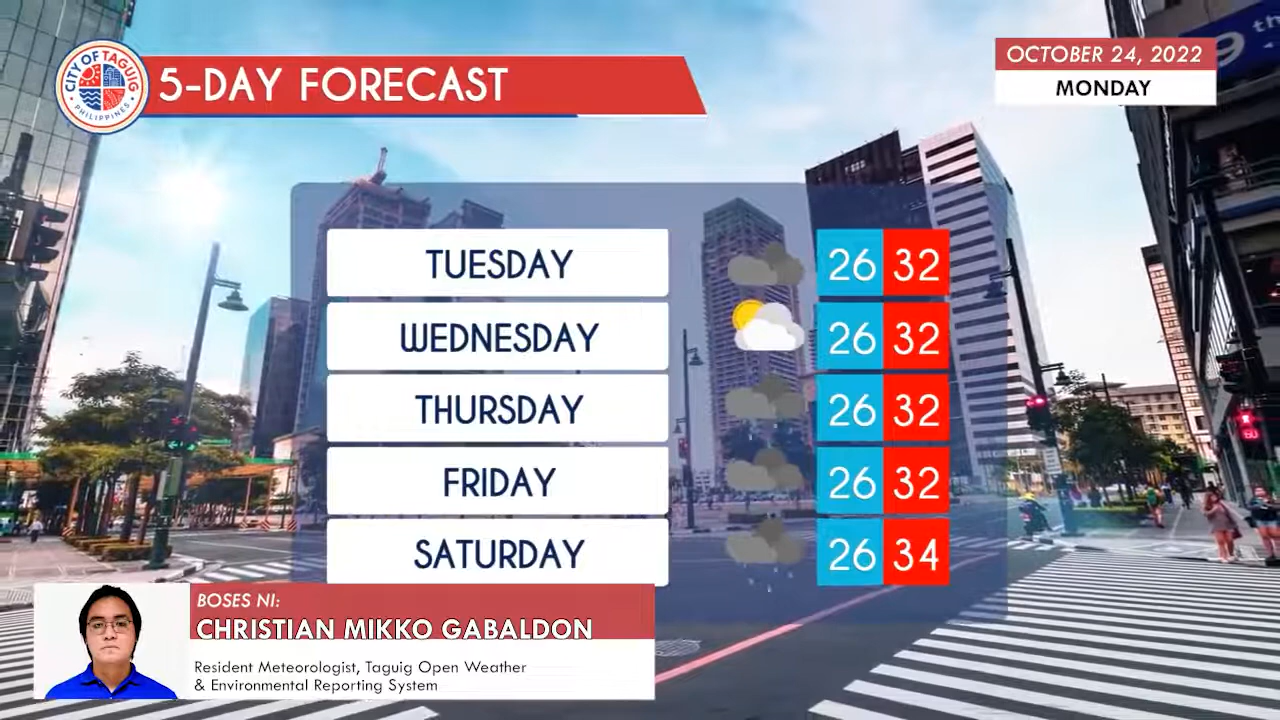 CITY OF TAGUIG
PHILIPPINES
5-DAY FORECAST
OCTOBER 24, 2022
MONDAY
TUESDAY
26 32
WEDNESDAY
26 32
THURSDAY
26 32
FRIDAY
26 32
SATURDAY
26 34
BOSES NI:
CHRISTIAN MIKKO GABALDON
Resident Meteorologist, Taguig Open Weather
& Environmental Reporting System